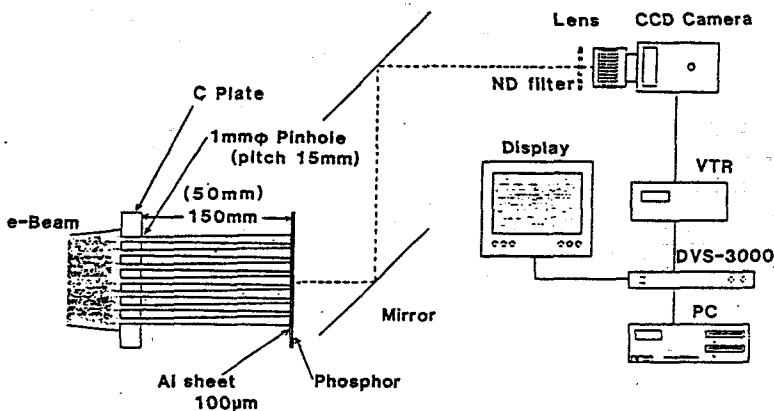 Lens
CCD Camera
ND filter
C Plate
1mmφ Pinhole
(pitch 15mm)
Display
VTR
(50mm)
150mm
e-Beam
DVS-3000
PC
Mirror
Al sheet
100μm
Phosphor